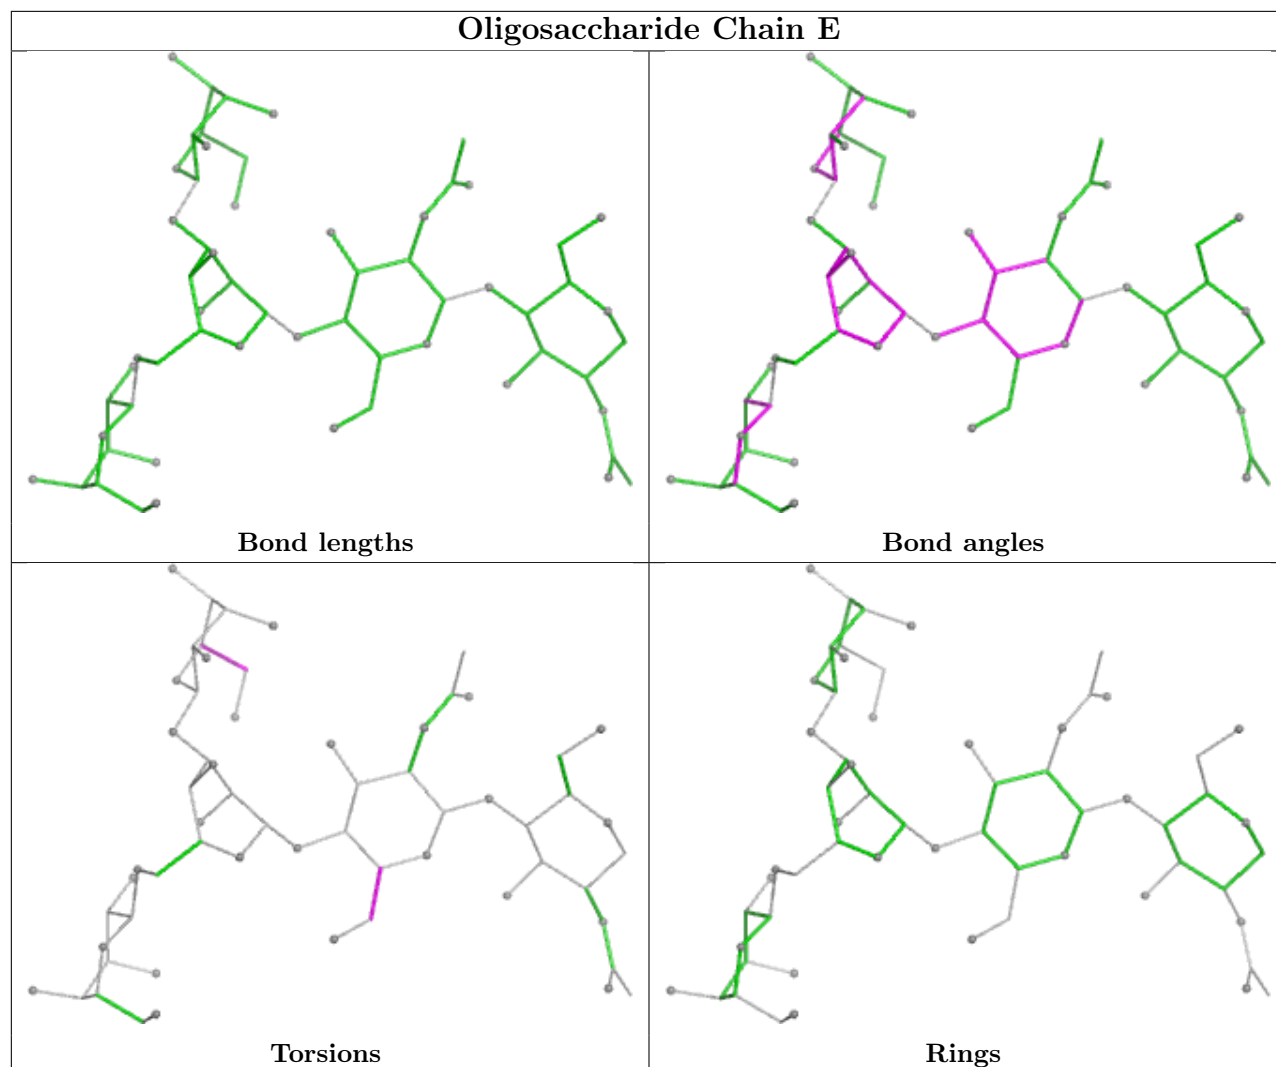 Oligosaccharide Chain E
Bond lengths
Bond angles
Torsions
Rings